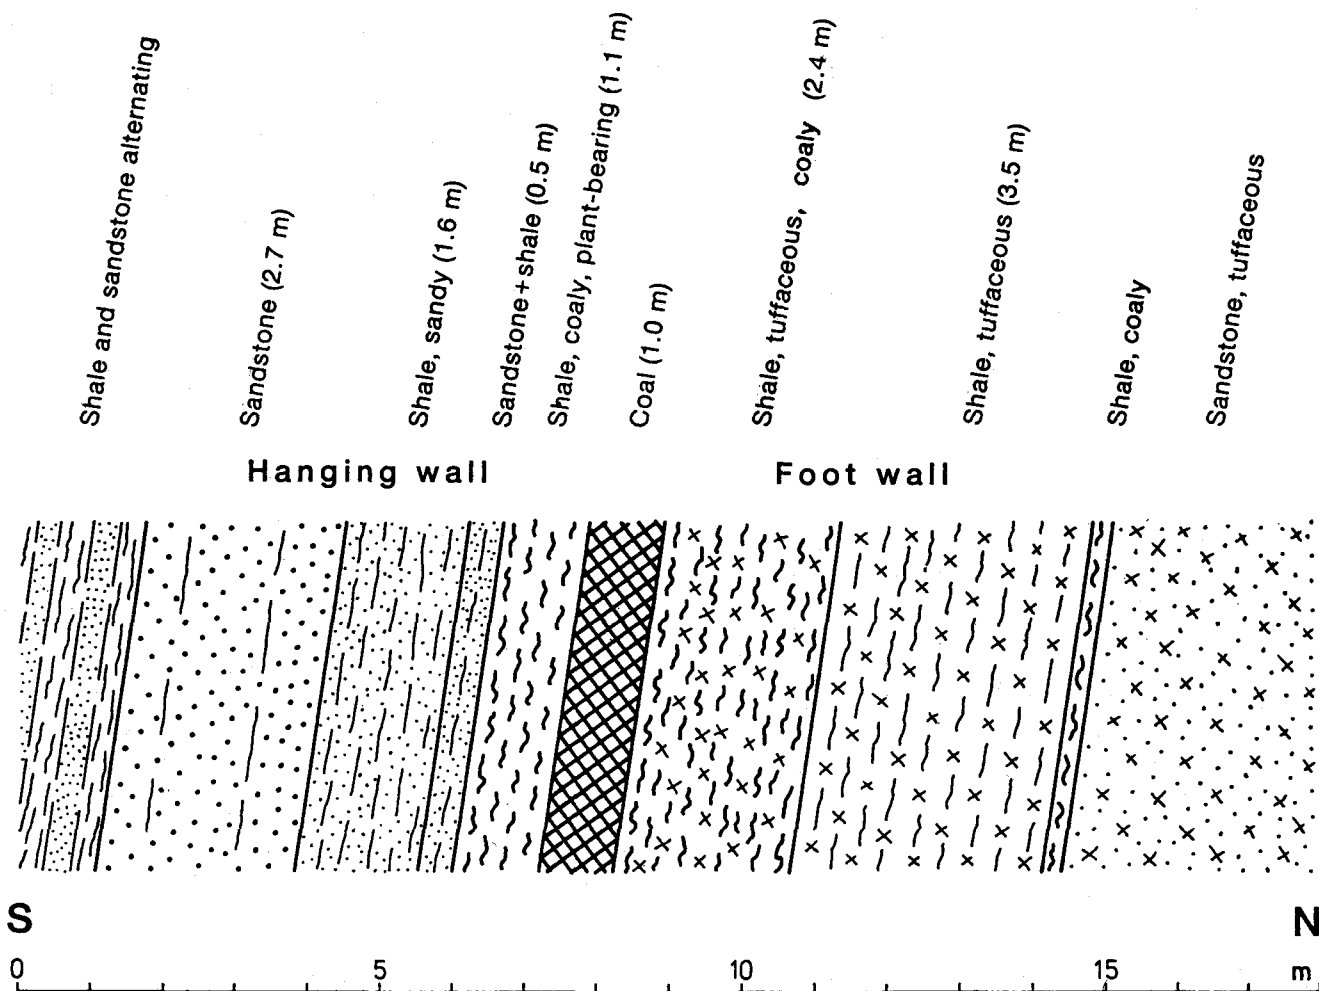 Shale and sandstone alternating
Sandstone (2.7 m)
Shale, sandy (1.6 m)
Sandstone+shale (0.5 m)
Shale, coaly, plant-bearing (1.1 m)
Coal (1.0 m)
Shale, tuffaceous, coaly (2.4 m)
Shale, tuffaceous (3.5 m)
Shale, coaly
Sandstone, tuffaceous
Hanging wall
Foot wall
S
N
0 5 10 15 m